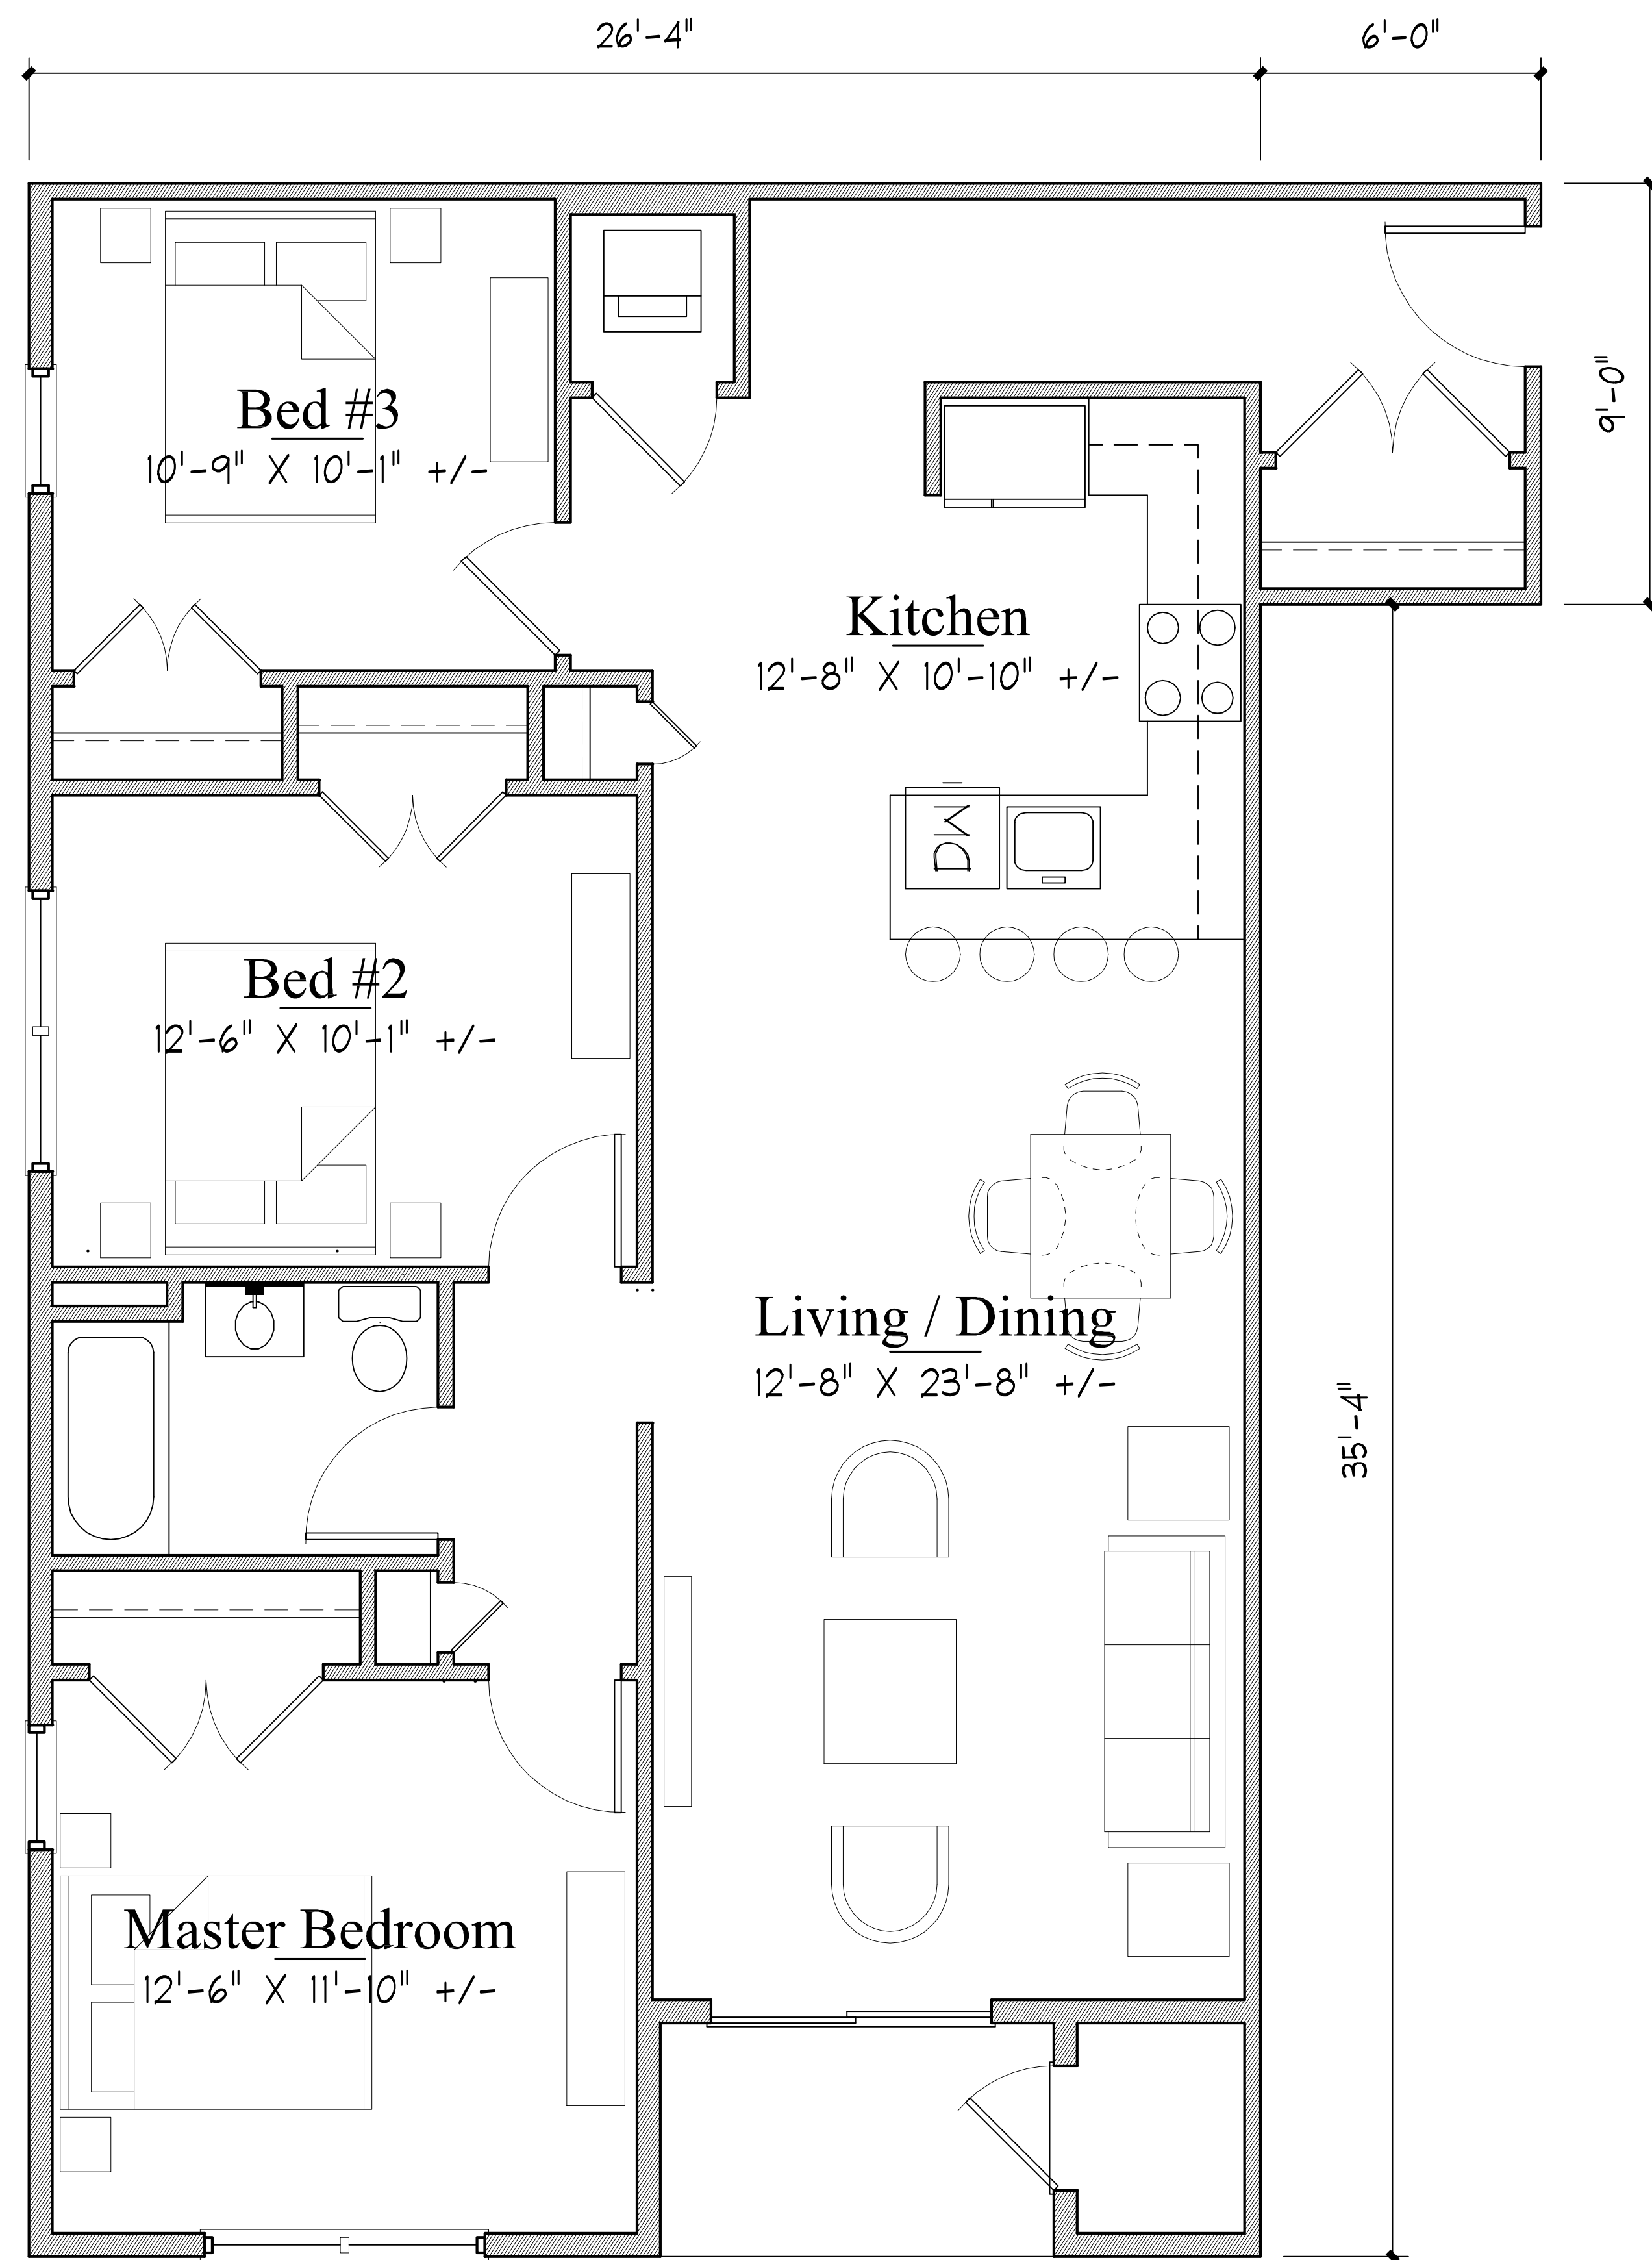 26'-4"
6'-0"
9'-0"
Bed #3
10'-9" X 10'-1" +/-
Kitchen
12'-8" X 10'-10" +/-
DW
Bed #2
12'-6" X 10'-1" +/-
Living / Dining
12'-8" X 23'-8" +/-
35'-4"
Master Bedroom
12'-6" X 11'-10" +/-